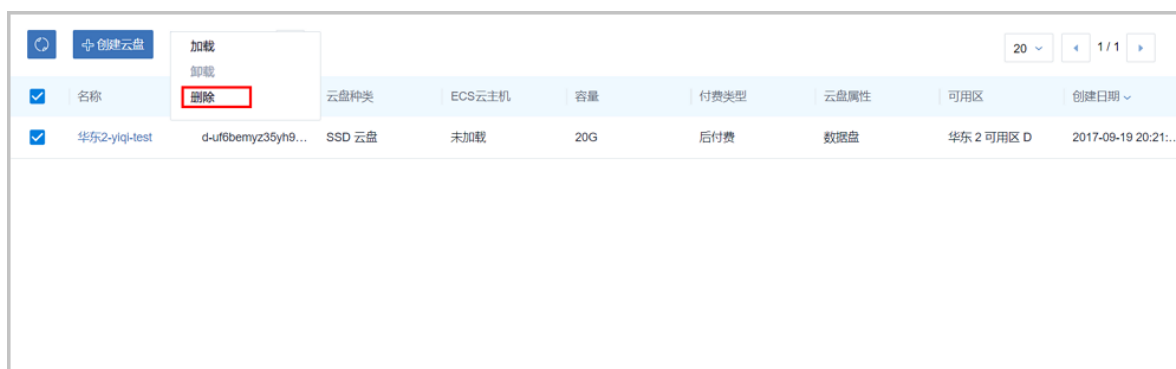 创建云盘
加载
卸载
删除
20
1 / 1
名称 云盘种类 ECS云主机 容量 付费类型 云盘属性 可用区 创建日期
华东2-yiqi-test d-uf6bemyz35yh9... SSD 云盘 未加载 20G 后付费 数据盘 华东 2 可用区 D 2017-09-19 20:21:...